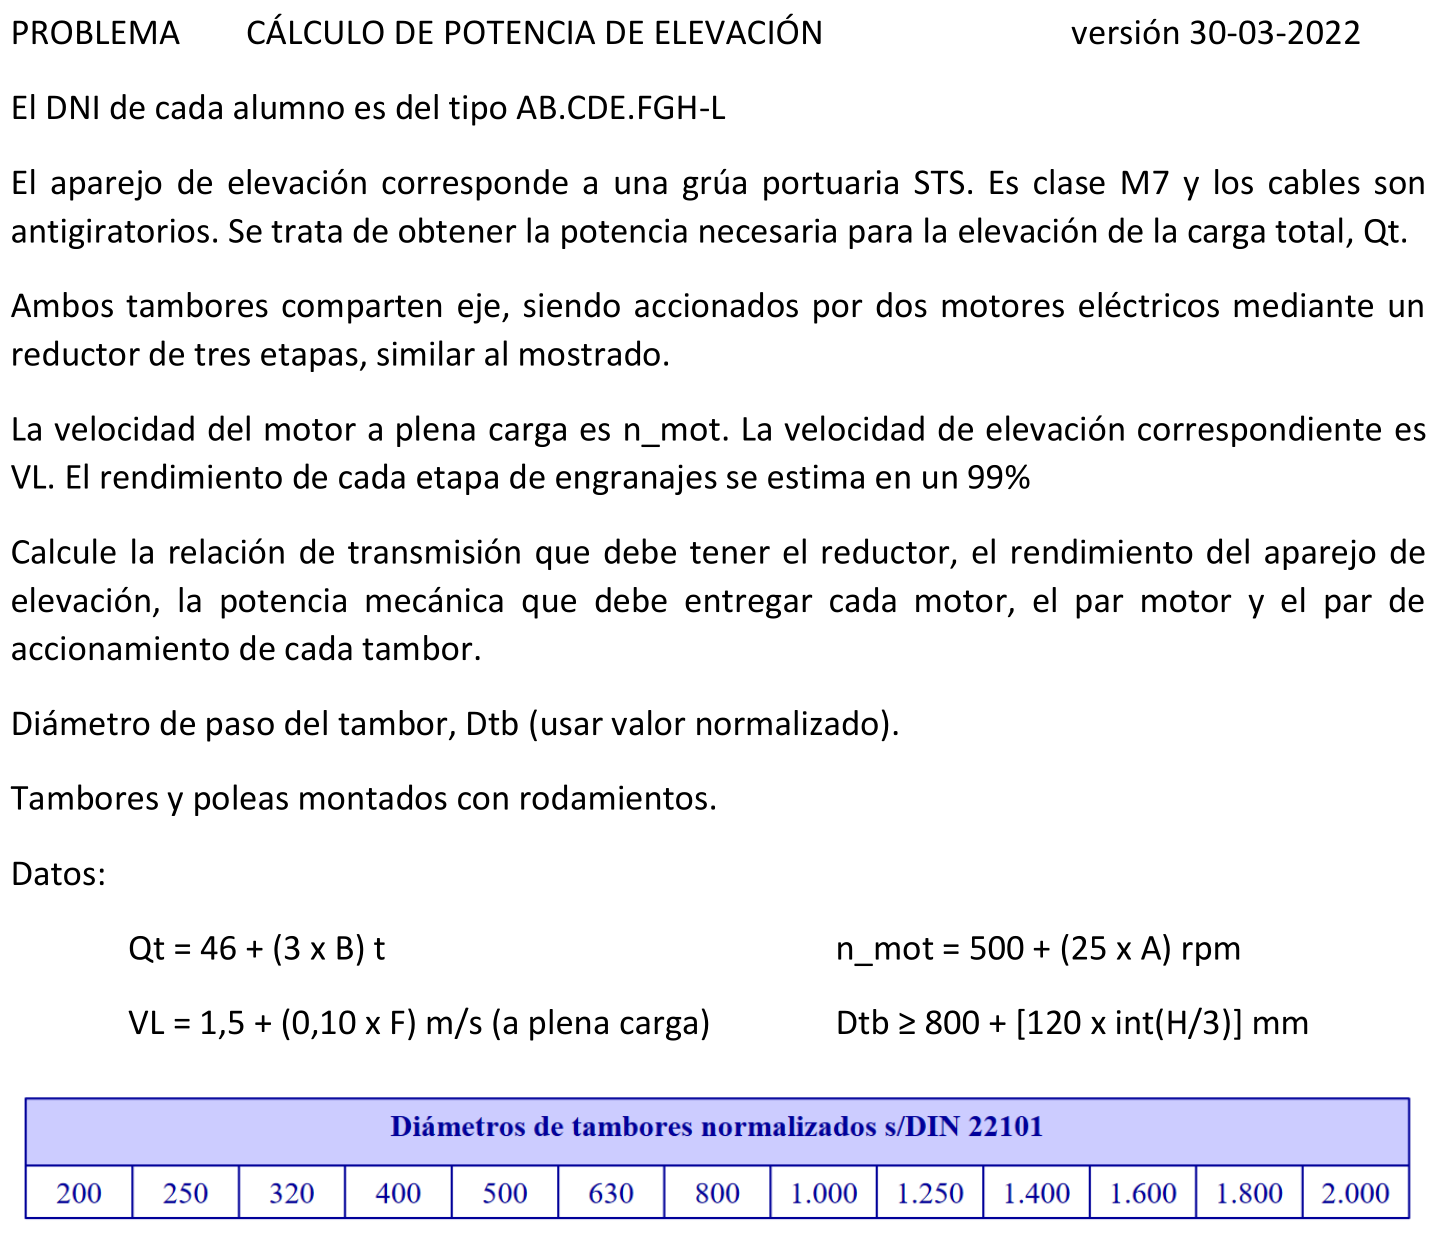 PROBLEMA CÁLCULO DE POTENCIA DE ELEVACIÓN versión 30-03-2022
El DNI de cada alumno es del tipo AB.CDE.FGH-L
El aparejo de elevación corresponde a una grúa portuaria STS. Es clase M7 y los cables son
antigiratorios. Se trata de obtener la potencia necesaria para la elevación de la carga total, Qt.
Ambos tambores comparten eje, siendo accionados por dos motores eléctricos mediante un
reductor de tres etapas, similar al mostrado.
La velocidad del motor a plena carga es n_mot. La velocidad de elevación correspondiente es
VL. El rendimiento de cada etapa de engranajes se estima en un 99%
Calcule la relación de transmisión que debe tener el reductor, el rendimiento del aparejo de
elevación, la potencia mecánica que debe entregar cada motor, el par motor y el par de
accionamiento de cada tambor.
Diámetro de paso del tambor, Dtb (usar valor normalizado).
Tambores y poleas montados con rodamientos.
Datos:
Qt = 46 + (3 x B) t n_mot = 500 + (25 x A) rpm
VL = 1,5 + (0,10 x F) m/s (a plena carga) Dtb ≥ 800 + [120 x int(H/3)] mm
Diámetros de tambores normalizados s/DIN 22101
200 250 320 400 500 630 800 1.000 1.250 1.400 1.600 1.800 2.000